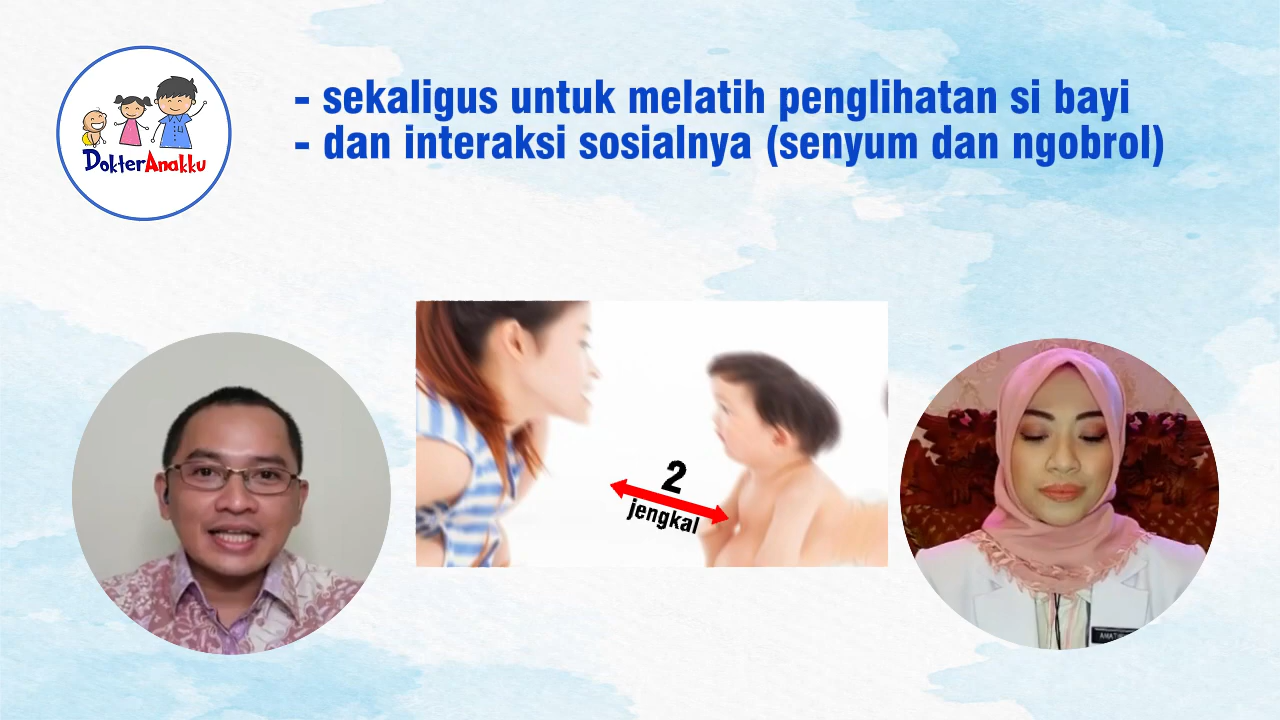 - sekaligus untuk melatih penglihatan si bayi
- dan interaksi sosialnya (senyum dan ngobrol)
DokterAnakku
2
jengkal